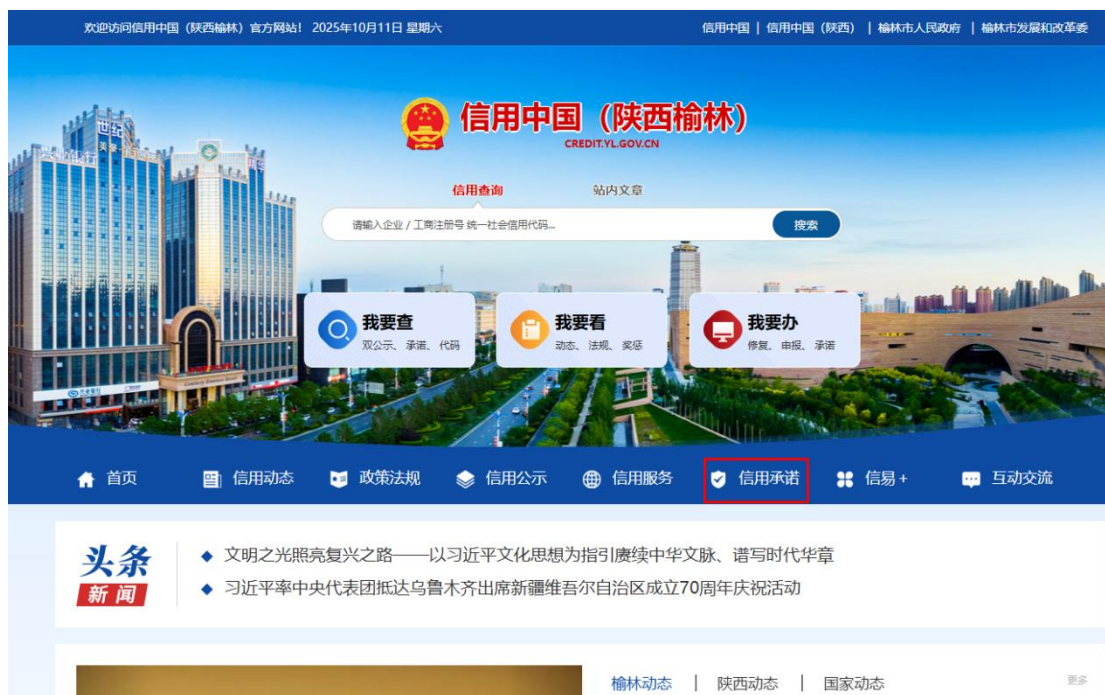 欢迎访问信用中国（陕西榆林）官方网站！ 2025年10月11日 星期六
信用中国 | 信用中国（陕西） | 榆林市人民政府 | 榆林市发展和改革委
世纪
信用中国（陕西榆林）
CREDIT.YL.GOV.CN
信用查询 站内文章
请输入企业 / 工商注册号 统一社会信用代码...
搜索
我要查 我要看 我要办
双公示、承诺、代码 动态、法规、奖惩 修复、申报、承诺
首页 信用动态 政策法规 信用公示 信用服务 信用承诺 信易+ 互动交流
头条
新闻
文明之光照亮复兴之路——以习近平文化思想为指引赓续中华文脉、谱写时代华章
习近平率中央代表团抵达乌鲁木齐出席新疆维吾尔自治区成立70周年庆祝活动
榆林动态 | 陕西动态 | 国家动态 更多